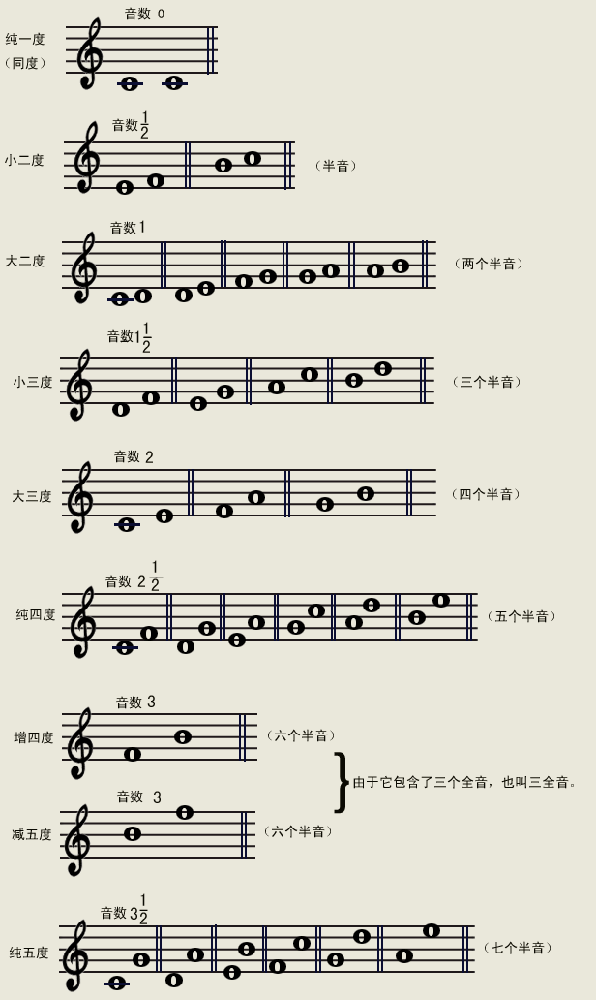 音数 0
纯一度
（同度）
音数 1/2
小二度
（半音）
音数 1
大二度
（两个半音）
音数 1 1/2
小三度
（三个半音）
音数 2
大三度
（四个半音）
音数 2 1/2
纯四度
（五个半音）
音数 3
增四度
（六个半音）
由于它包含了三个全音，也叫三全音。
音数 3
减五度
（六个半音）
音数 3 1/2
纯五度
（七个半音）